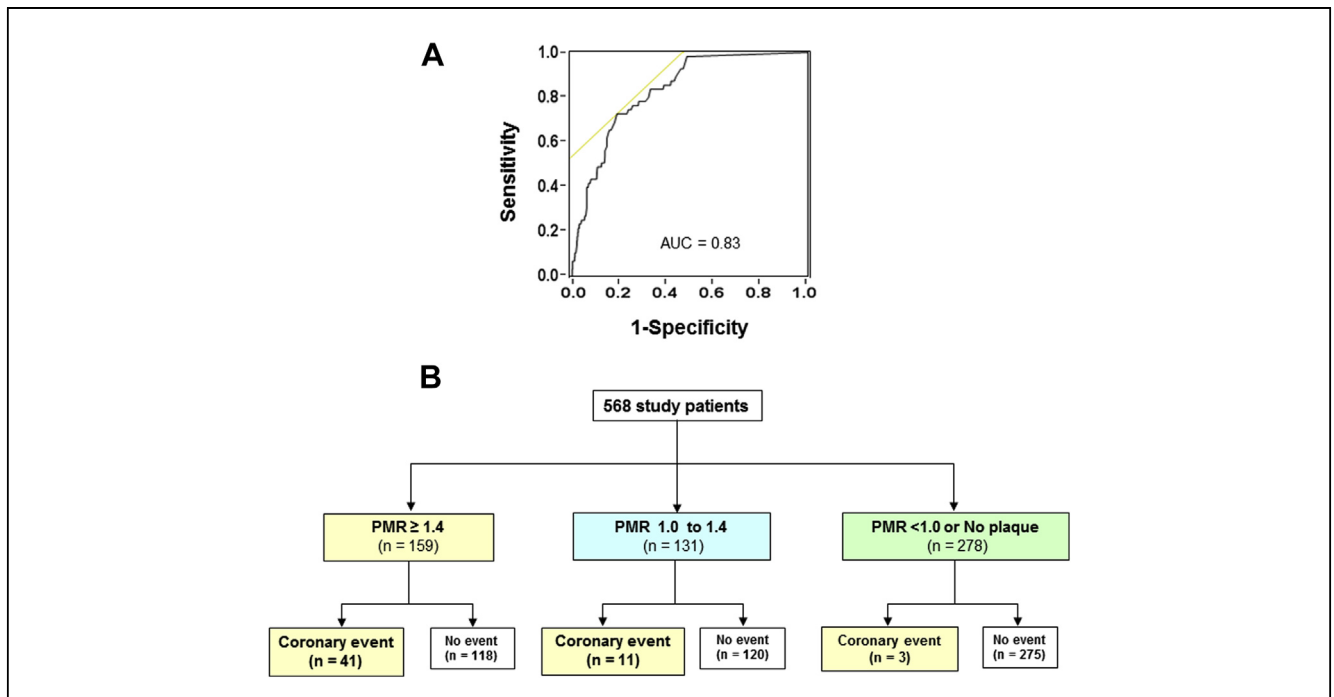 A
1.0
0.8
0.6
0.4
0.2
0.0
Sensitivity
AUC = 0.83
0.0 0.2 0.4 0.6 0.8 1.0
1-Specificity
B
568 study patients
PMR ≥ 1.4
(n = 159)
PMR 1.0 to 1.4
(n = 131)
PMR <1.0 or No plaque
(n = 278)
Coronary event
(n = 41)
No event
(n = 118)
Coronary event
(n = 11)
No event
(n = 120)
Coronary event
(n = 3)
No event
(n = 275)